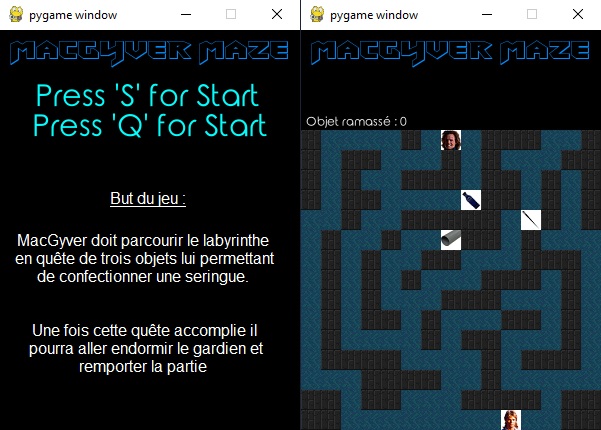 pygame window
MACGYVER MAZE
Press 'S' for Start
Press 'Q' for Start
But du jeu :
MacGyver doit parcourir le labyrinthe
en quête de trois objets lui permettant
de confectionner une seringue.
Une fois cette quête accomplie il
pourra aller endormir le gardien et
remporter la partie
pygame window
MACGYVER MAZE
Objet ramassé : 0